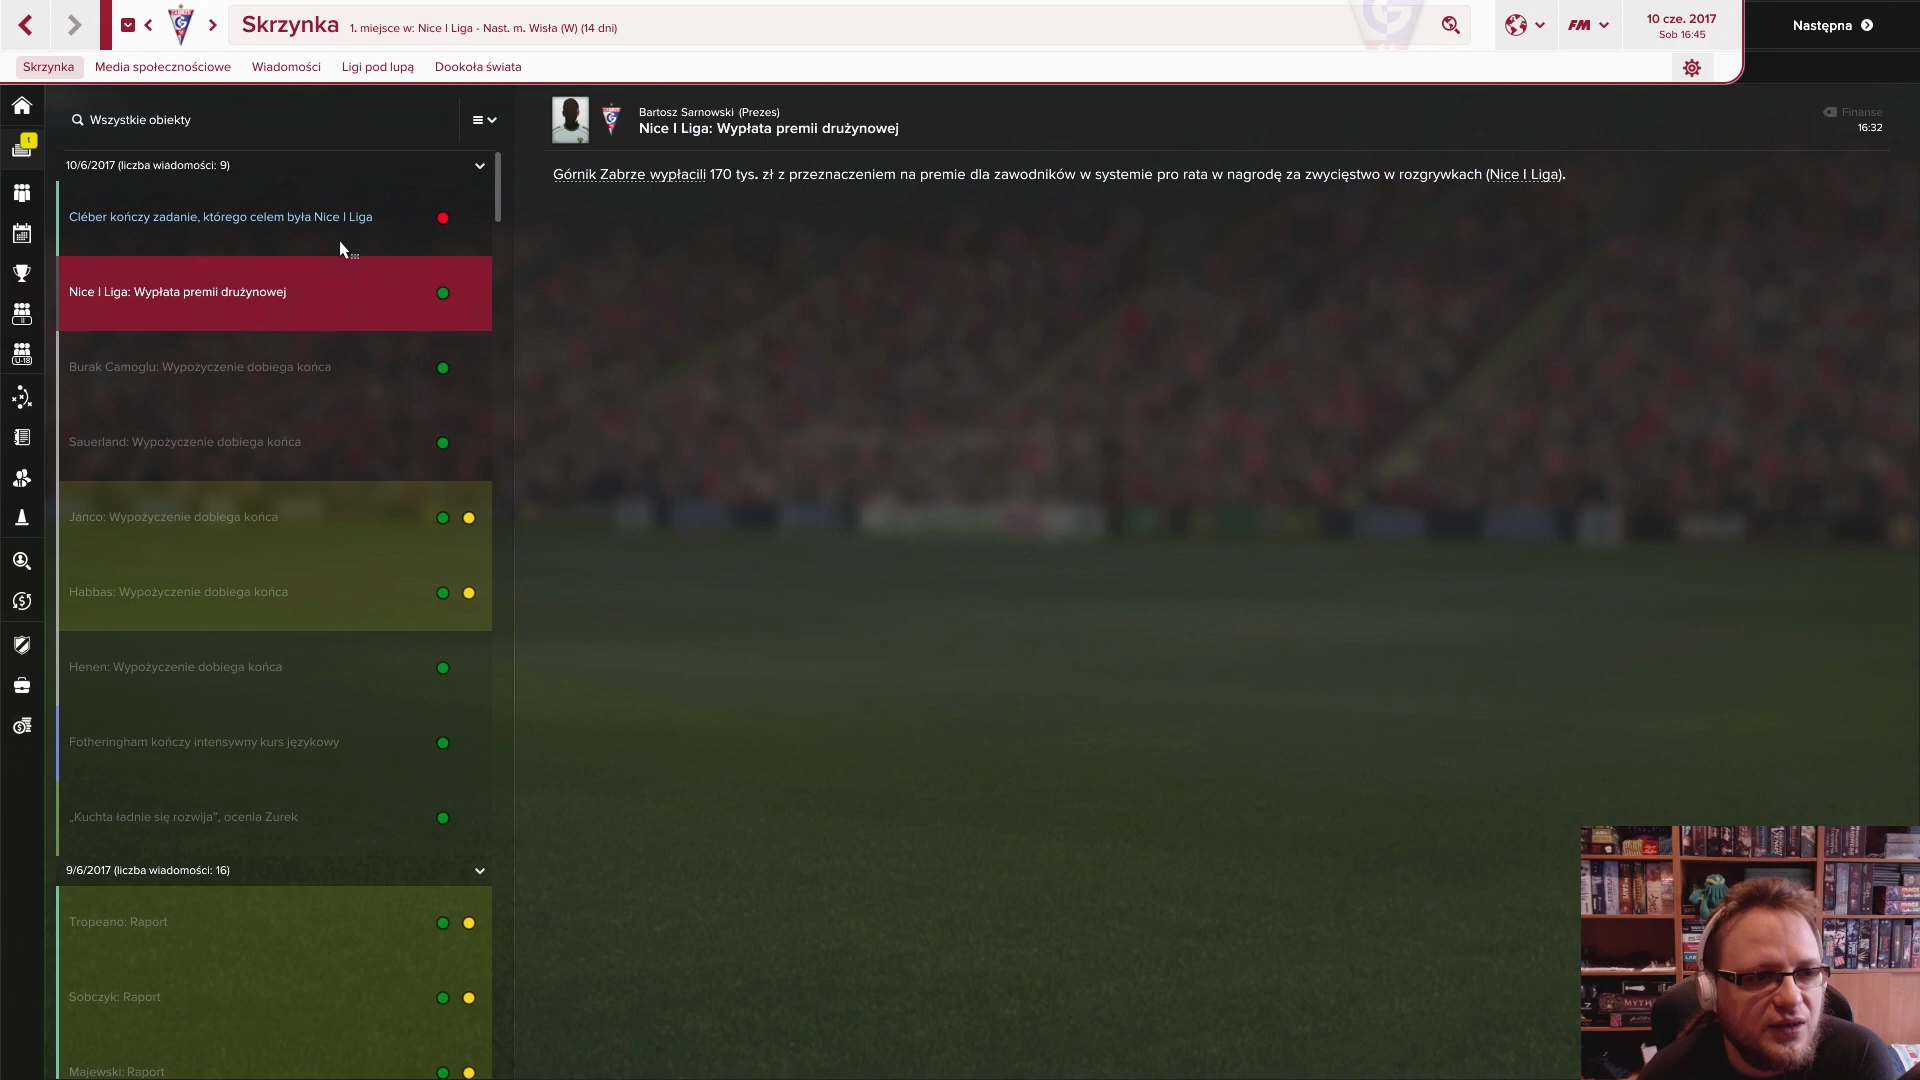 Skrzynka
1. miejsce w: Nice I Liga - Nast. m. Wisła (W) (14 dni)
FM
10 cze. 2017
Sob 16:45
Następna
Skrzynka
Media społecznościowe
Wiadomości
Ligi pod lupą
Dookoła świata
1
II
U-18
Wszystkie obiekty
10/6/2017 (liczba wiadomości: 9)
Cléber kończy zadanie, którego celem była Nice I Liga
Nice I Liga: Wypłata premii drużynowej
Burak Camoglu: Wypożyczenie dobiega końca
Sauerland: Wypożyczenie dobiega końca
Janco: Wypożyczenie dobiega końca
Habbas: Wypożyczenie dobiega końca
Henen: Wypożyczenie dobiega końca
Fotheringham kończy intensywny kurs językowy
„Kuchta ładnie się rozwija”, ocenia Zurek
9/6/2017 (liczba wiadomości: 16)
Tropeano: Raport
Sobczyk: Raport
Majewski: Raport
Bartosz Sarnowski (Prezes)
Nice I Liga: Wypłata premii drużynowej
Finanse
16:32
Górnik Zabrze wypłacili 170 tys. zł z przeznaczeniem na premie dla zawodników w systemie pro rata w nagrodę za zwycięstwo w rozgrywkach (Nice I Liga).
MYTH